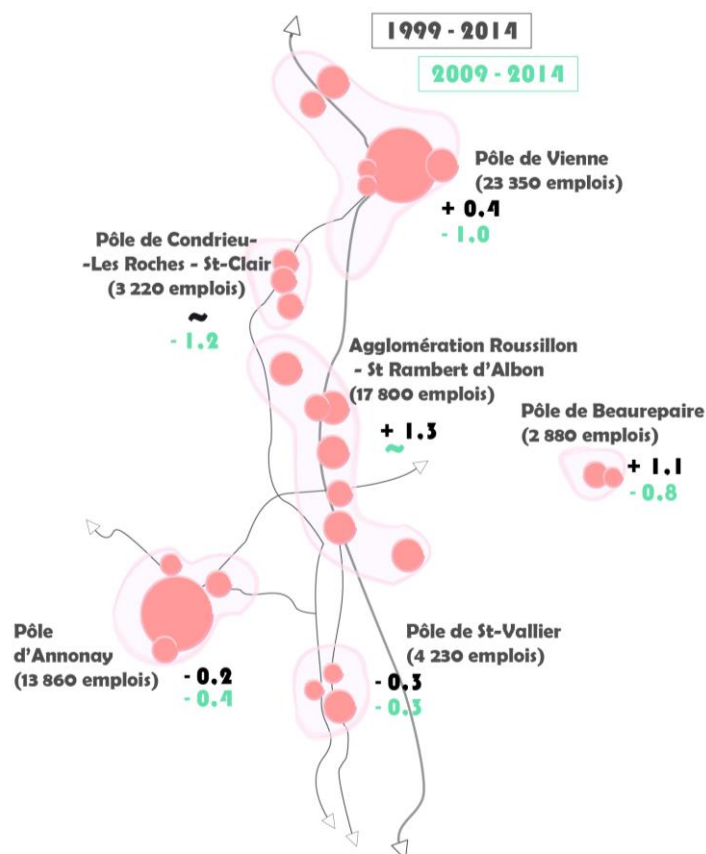 1999 - 2014
2009 - 2014
Pôle de Vienne
(23 350 emplois)
+ 0.4
- 1.0
Pôle de Condrieu-
-Les Roches - St-Clair
(3 220 emplois)
~
- 1.2
Agglomération Roussillon
- St Rambert d'Albon
(17 800 emplois)
+ 1.3
~
Pôle de Beaurepaire
(2 880 emplois)
+ 1.1
- 0.8
Pôle
d'Annonay
(13 860 emplois)
- 0.2
- 0.4
Pôle de St-Vallier
(4 230 emplois)
- 0.3
- 0.3